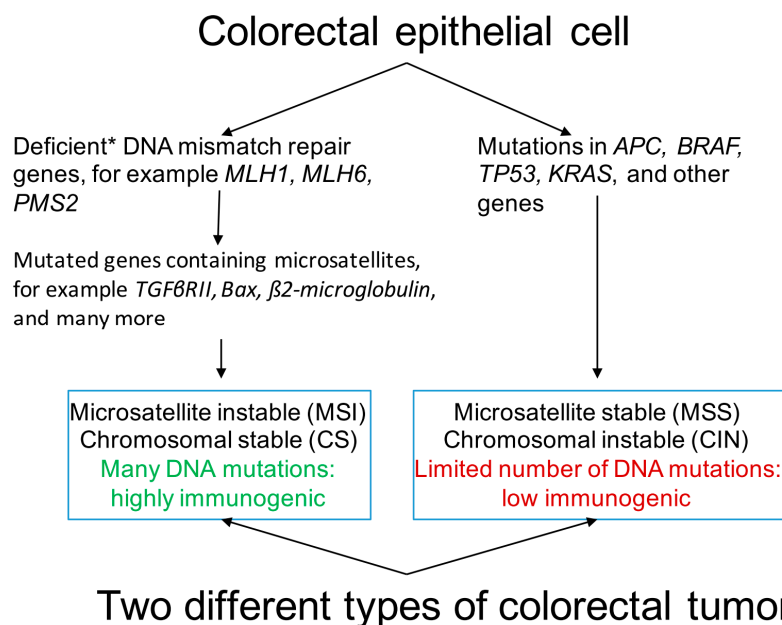 Colorectal epithelial cell
Deficient* DNA mismatch repair
genes, for example MLH1, MLH6,
PMS2
Mutations in APC, BRAF,
TP53, KRAS, and other
genes
Mutated genes containing microsatellites,
for example TGFβRII, Bax, β2-microglobulin,
and many more
Microsatellite instable (MSI)
Chromosomal stable (CS)
Many DNA mutations:
highly immunogenic
Microsatellite stable (MSS)
Chromosomal instable (CIN)
Limited number of DNA mutations:
low immunogenic
Two different types of colorectal tumor